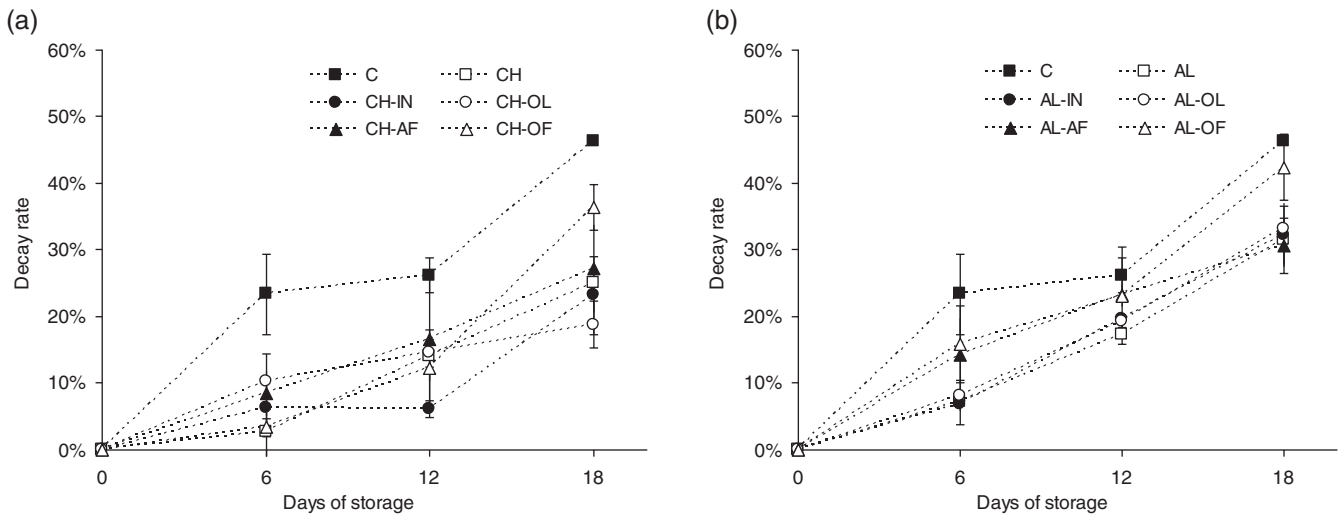 (a)
60%
50%
40%
30%
20%
10%
0%
Decay rate
C CH
CH-IN CH-OL
CH-AF CH-OF
0 6 12 18
Days of storage
(b)
60%
50%
40%
30%
20%
10%
0%
Decay rate
C AL
AL-IN AL-OL
AL-AF AL-OF
0 6 12 18
Days of storage